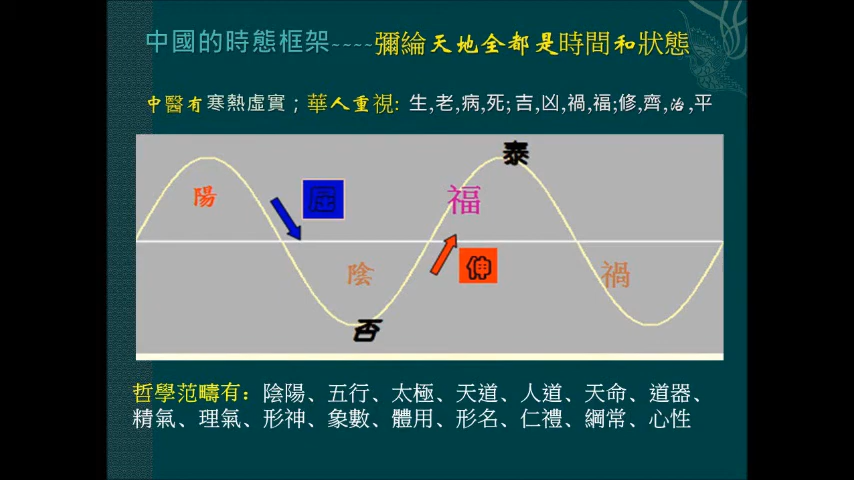 中國的時態框架----彌綸天地全都是時間和狀態
中醫有寒熱虛實；華人重視: 生,老,病,死;吉,凶,禍,福;修,齊,治,平
泰
陽
屈
福
陰
伸
禍
否
哲學范疇有：陰陽、五行、太極、天道、人道、天命、道器、
精氣、理氣、形神、象數、體用、形名、仁禮、綱常、心性